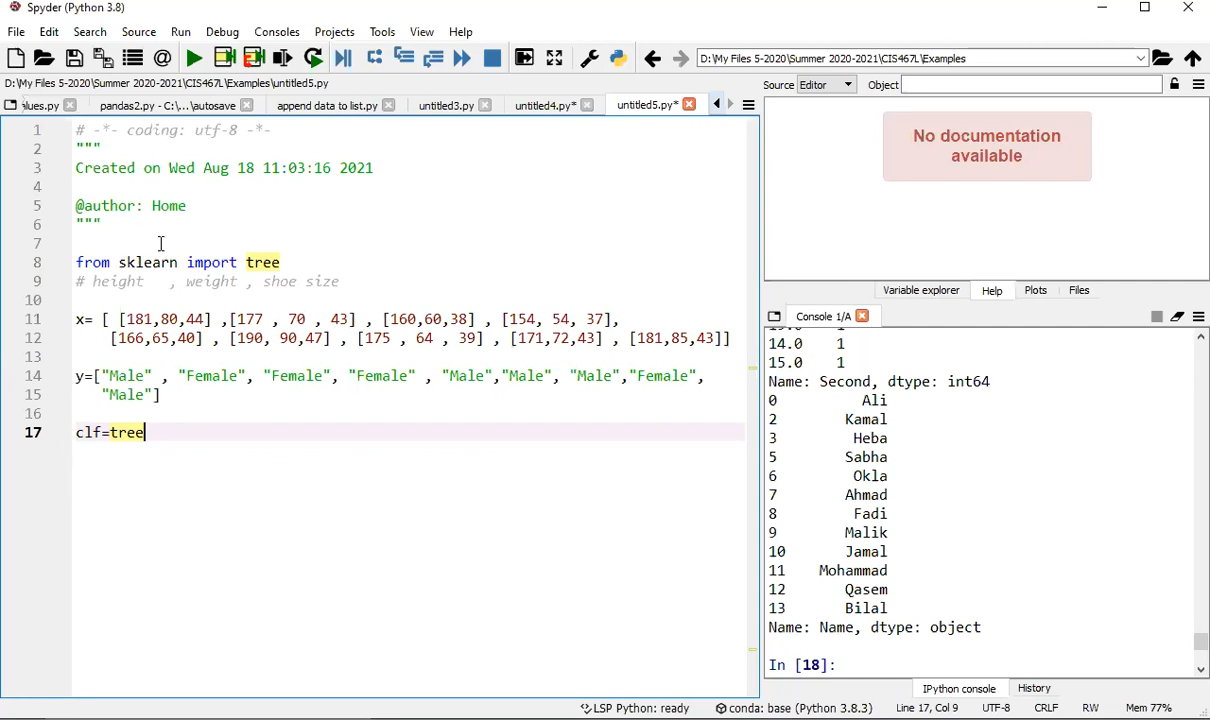 Spyder (Python 3.8)
File Edit Search Source Run Debug Consoles Projects Tools View Help
D:\My Files 5-2020\Summer 2020-2021\CIS467L\Examples
D:\My Files 5-2020\Summer 2020-2021\CIS467L\Examples\untitled5.py
Source Editor Object
alues.py pandas2.py - C:\...\autosave append data to list.py untitled3.py untitled4.py* untitled5.py*
1 # -*- coding: utf-8 -*-
2 """
3 Created on Wed Aug 18 11:03:16 2021
4
5 @author: Home
6 """
7
8 from sklearn import tree
9 # height , weight , shoe size
10
11 x= [ [181,80,44] ,[177 , 70 , 43] , [160,60,38] , [154, 54, 37],
12 [166,65,40] , [190, 90,47] , [175 , 64 , 39] , [171,72,43] , [181,85,43]]
13
14 y=["Male" , "Female", "Female", "Female" , "Male","Male", "Male","Female",
15 "Male"]
16
17 clf=tree
No documentation
available
Variable explorer Help Plots Files
Console 1/A
14.0 1
15.0 1
Name: Second, dtype: int64
0 Ali
2 Kamal
3 Heba
5 Sabha
6 Okla
7 Ahmad
8 Fadi
9 Malik
10 Jamal
11 Mohammad
12 Qasem
13 Bilal
Name: Name, dtype: object
In [18]:
IPython console History
LSP Python: ready conda: base (Python 3.8.3) Line 17, Col 9 UTF-8 CRLF RW Mem 77%